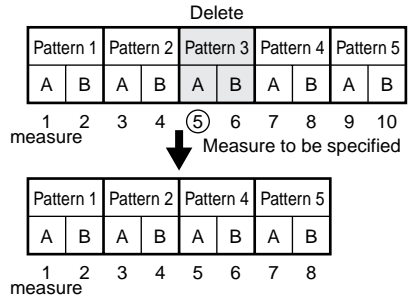 Delete
Pattern 1 Pattern 2 Pattern 3 Pattern 4 Pattern 5
A B A B A B A B A B
1 2 3 4 5 6 7 8 9 10
measure
Measure to be specified
Pattern 1 Pattern 2 Pattern 4 Pattern 5
A B A B A B A B
1 2 3 4 5 6 7 8
measure